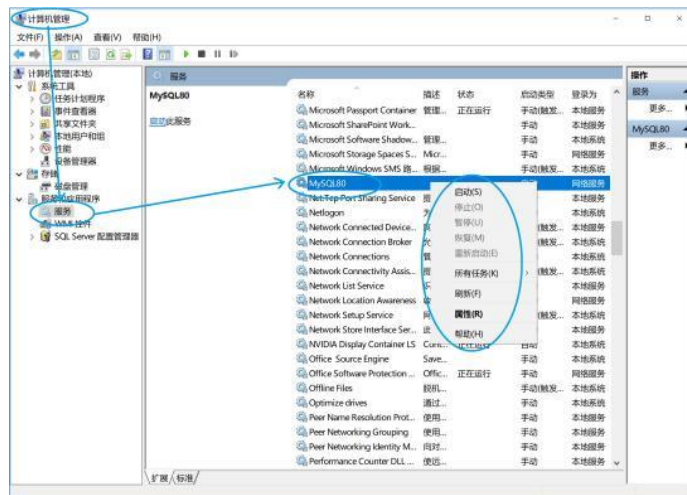 计算机管理
文件(F) 操作(A) 查看(V) 帮助(H)
计算机管理(本地)
系统工具
任务计划程序
事件查看器
共享文件夹
本地用户和组
性能
设备管理器
存储
磁盘管理
服务和应用程序
服务
WMI 控件
SQL Server 配置管理器
服务
MySQL80
启动此服务
名称 描述 状态 启动类型 登录为
Microsoft Passport Container 管理... 正在运行 手动(触发... 本地服务
Microsoft SharePoint Work... 手动 本地服务
Microsoft Software Shadow... 管理... 手动 本地系统
Microsoft Storage Spaces S... Micr... 手动 网络服务
Microsoft Windows SMS 路... 根据... 手动(触发... 本地系统
MySQL80 网络服务
Net.Tcp Port Sharing Service 本地服务
Netlogon 本地系统
Network Connected Device... (触发... 本地服务
Network Connection Broker (触发... 本地系统
Network Connections 本地系统
Network Connectivity Assis... (触发... 本地系统
Network List Service 本地服务
Network Location Awareness 网络服务
Network Setup Service (触发... 本地系统
Network Store Interface Ser... 本地服务
NVIDIA Display Container LS Cont... 正在运行 自动 本地系统
Office Source Engine Save... 手动 本地系统
Office Software Protection ... Offic... 正在运行 手动 网络服务
Offline Files 脱机... 手动(触发... 本地系统
Optimize drives 通过... 手动 本地系统
Peer Name Resolution Prot... 使用... 手动 本地服务
Peer Networking Grouping 使用... 手动 本地服务
Peer Networking Identity M... 向对... 手动 本地服务
Performance Counter DLL ... 使远... 手动 本地服务
启动(S)
停止(O)
暂停(U)
恢复(M)
重新启动(E)
所有任务(K)
刷新(F)
属性(R)
帮助(H)
操作
服务
更多...
MySQL80
更多...
扩展 标准